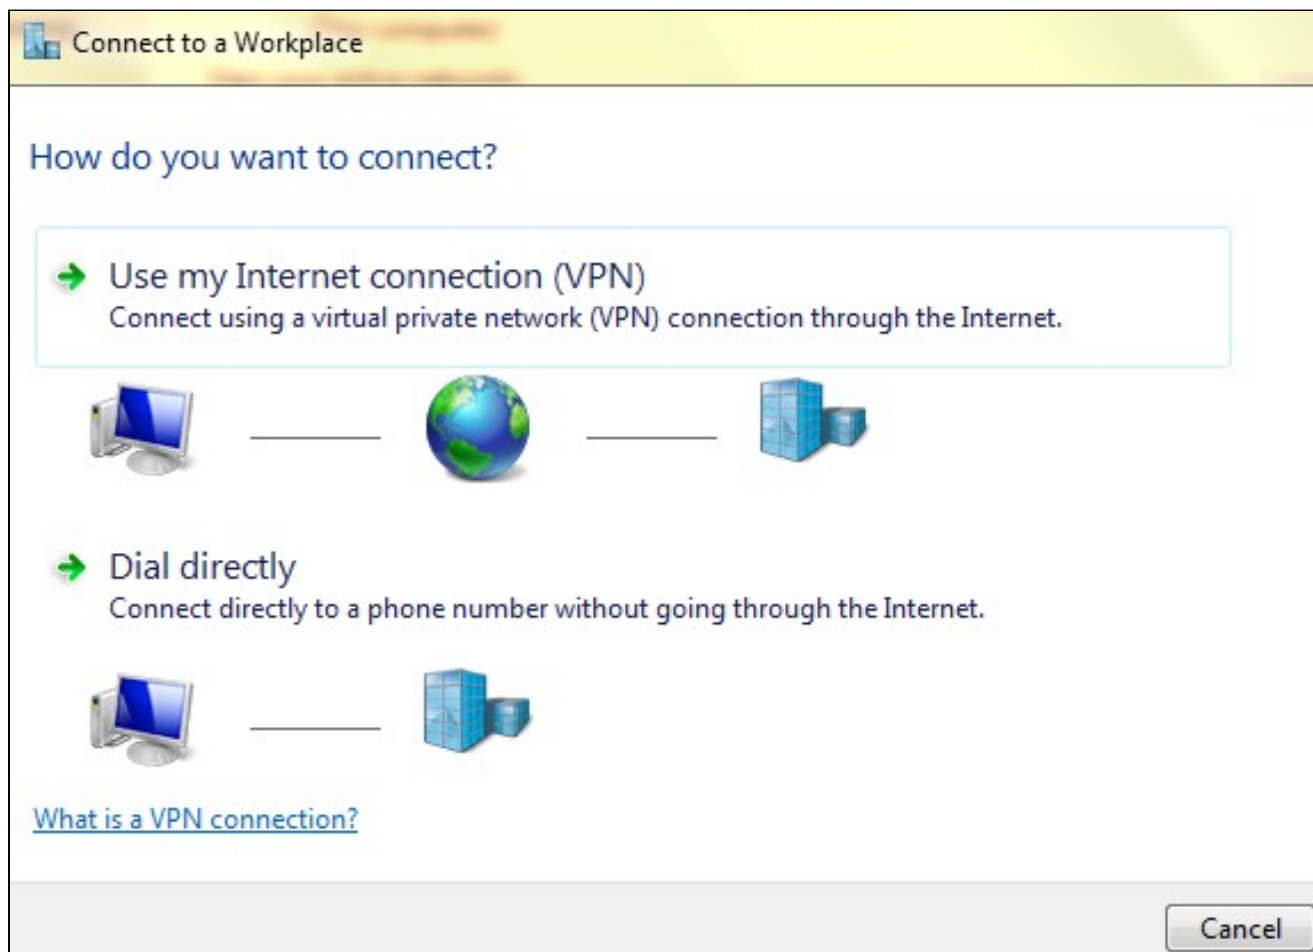 Connect to a Workplace
How do you want to connect?
Use my Internet connection (VPN)
Connect using a virtual private network (VPN) connection through the Internet.
Dial directly
Connect directly to a phone number without going through the Internet.
What is a VPN connection?
Cancel